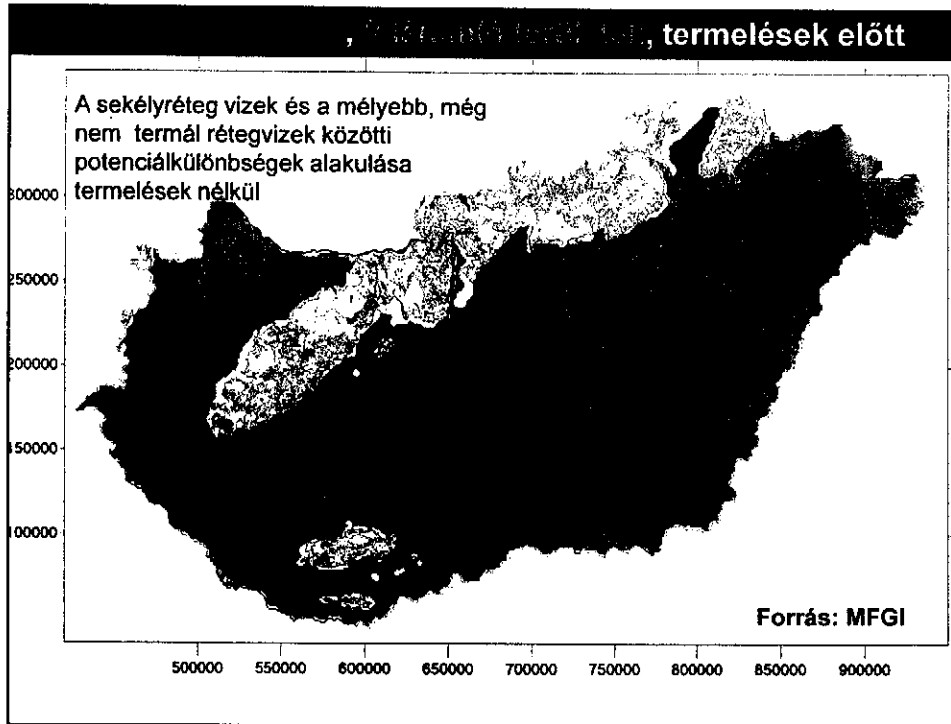 , termelések előtt
A sekélyréteg vizek és a mélyebb, még
nem termál rétegvizek közötti
potenciálkülönbségek alakulása
termelések nélkül
300000
250000
200000
150000
100000
Forrás: MFGI
500000 550000 600000 650000 700000 750000 800000 850000 900000